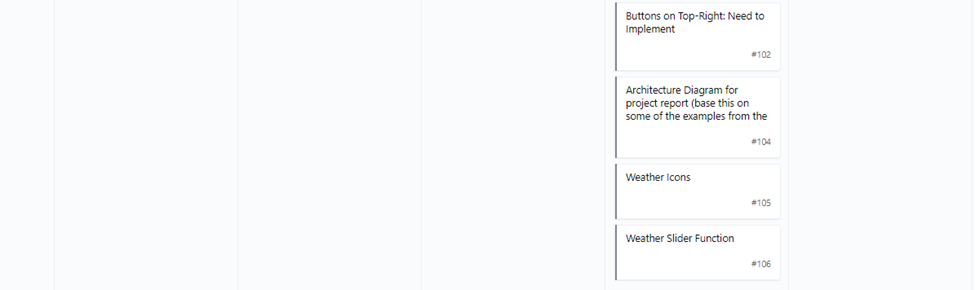 Buttons on Top-Right: Need to
Implement
#102
Architecture Diagram for
project report (base this on
some of the examples from the
#104
Weather Icons
#105
Weather Slider Function
#106